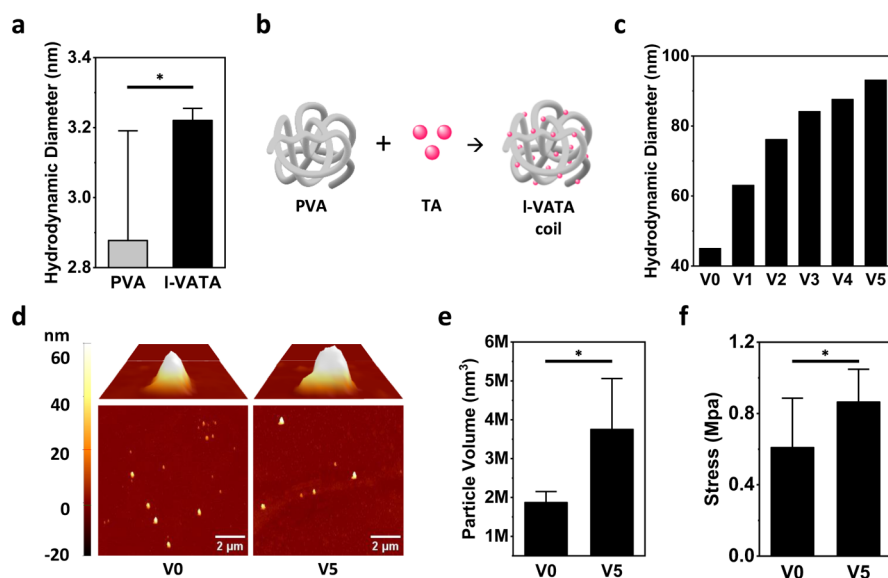 a
Hydrodynamic Diameter (nm)
3.4
3.2
3.0
2.8
*
PVA
l-VATA
b
+
→
PVA
TA
l-VATA
coil
c
Hydrodynamic Diameter (nm)
100
80
60
40
V0 V1 V2 V3 V4 V5
d
nm
60
40
20
0
-20
2 μm
2 μm
V0
V5
e
Particle Volume (nm³)
6M
5M
4M
3M
2M
1M
*
V0
V5
f
Stress (Mpa)
1.2
0.8
0.4
0.0
*
V0
V5